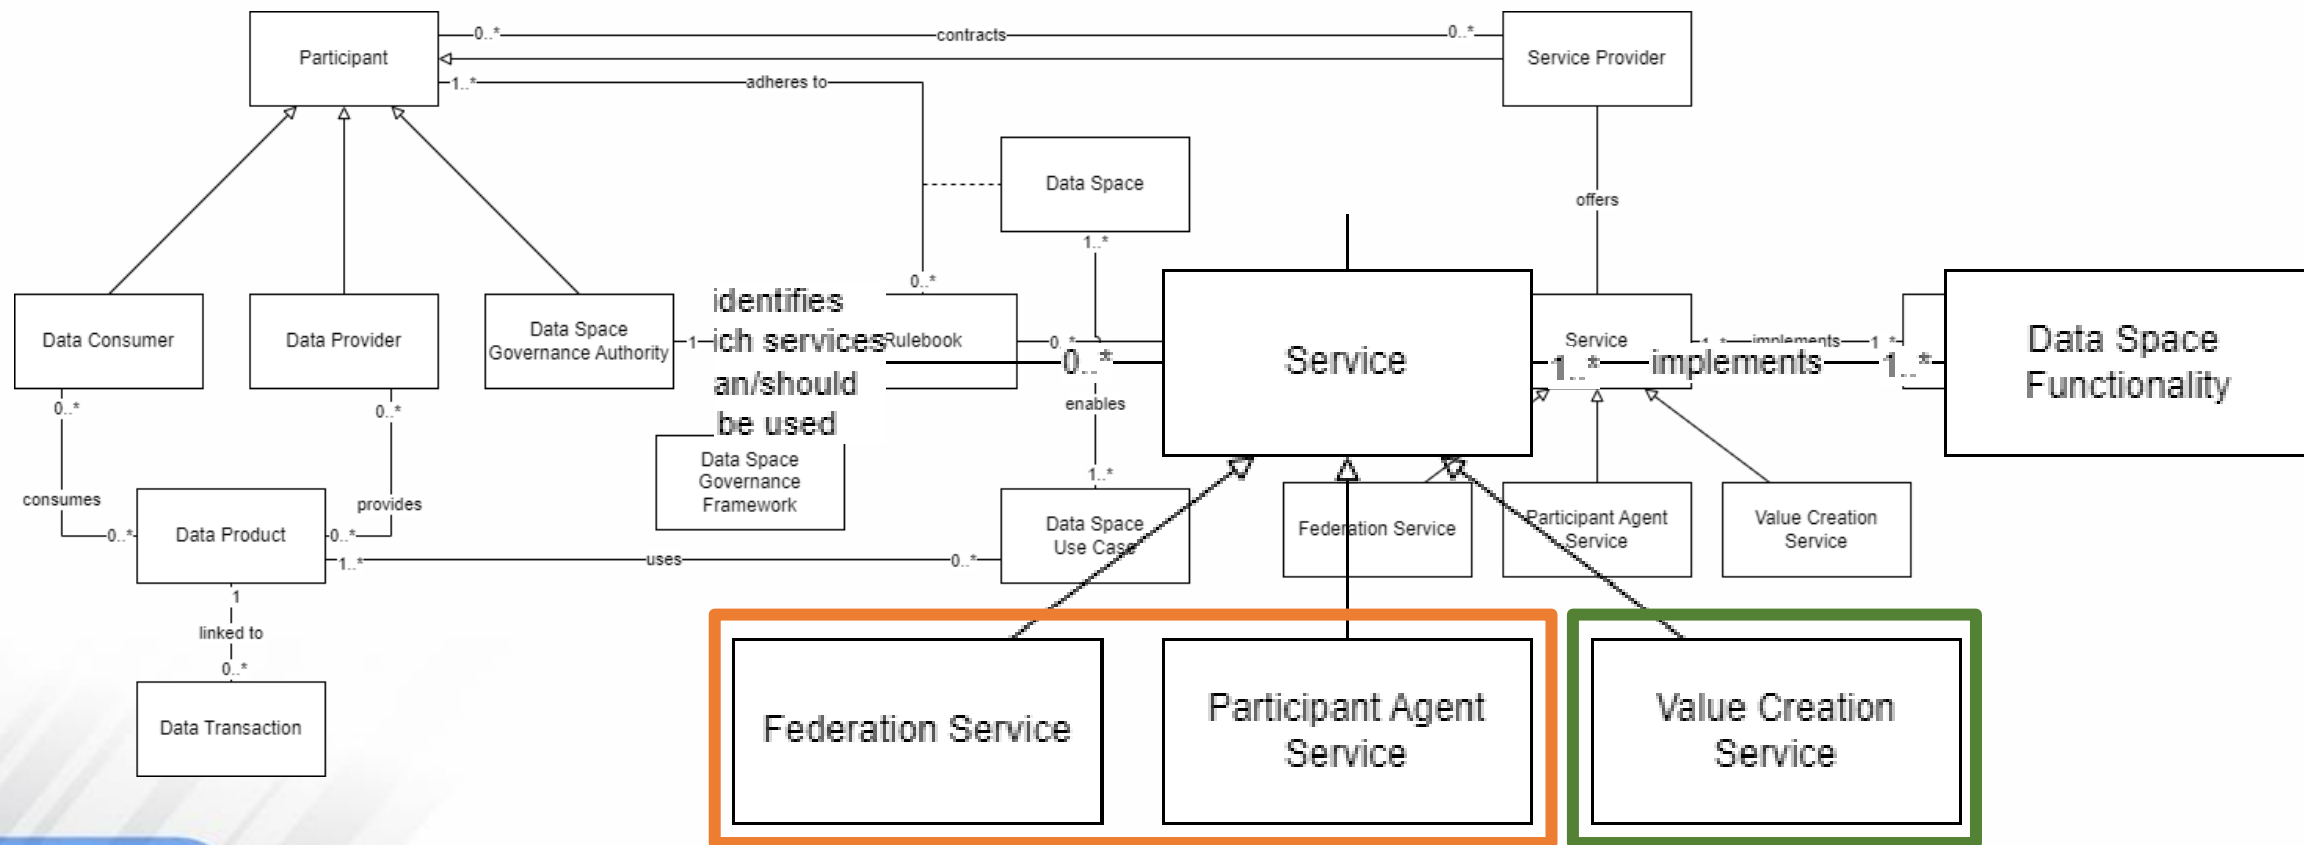 Participant
0..*
contracts
0..*
Service Provider
1..*
adheres to
Data Space
offers
1..*
0..*
Data Consumer
Data Provider
Data Space
Governance Authority
1
identifies
ich services
an/should
be used
Rulebook
0..*
0..*
Service
Service
1..*
implements
1..*
1..*
implements
1..*
Data Space
Functionality
0..*
0..*
enables
Data Space
Governance
Framework
1..*
consumes
provides
0..*
Data Product
0..*
1..*
uses
0..*
Data Space
Use Case
Federation Service
Participant Agent
Service
Value Creation
Service
1
linked to
0..*
Data Transaction
Federation Service
Participant Agent
Service
Value Creation
Service